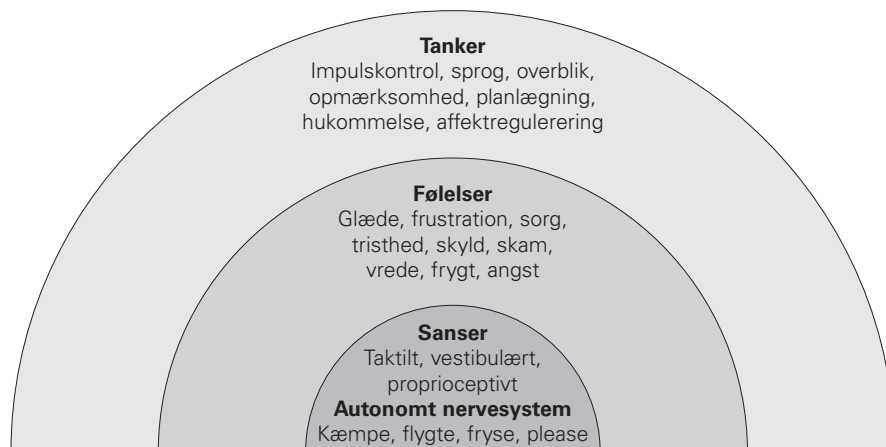 Tanker
Impulskontrol, sprog, overblik,
opmærksomhed, planlægning,
hukommelse, affektregulerering
Følelser
Glæde, frustration, sorg,
tristhed, skyld, skam,
vrede, frygt, angst
Sanser
Taktilt, vestibulært,
proprioceptivt
Autonomt nervesystem
Kæmpe, flygte, fryse, please